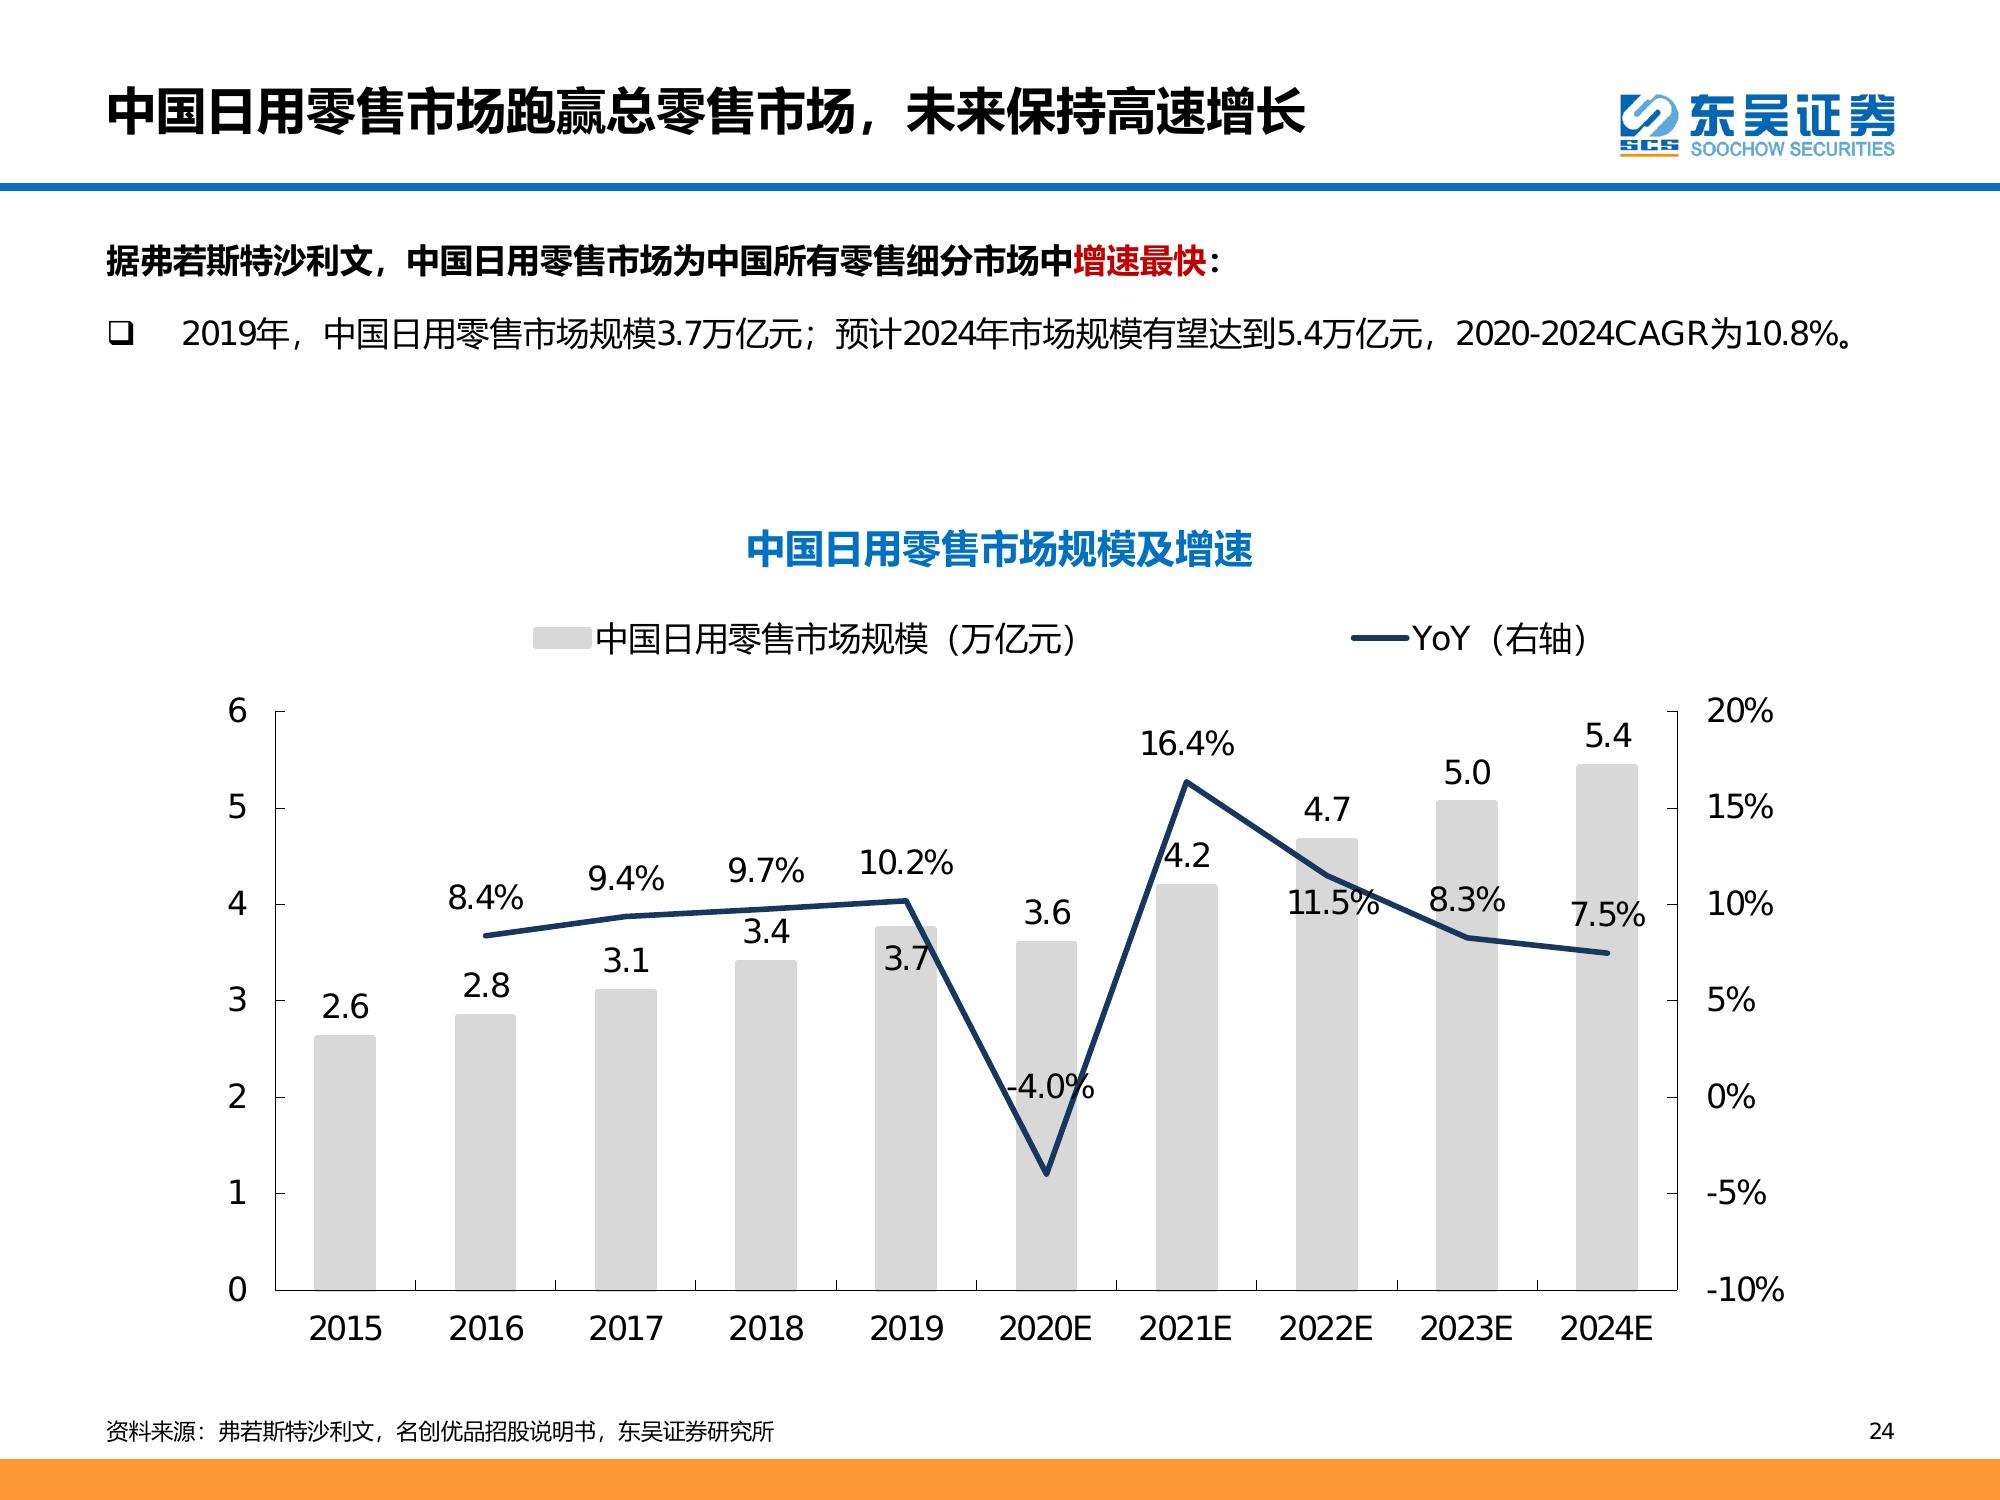 中国日用零售市场跑赢总零售市场，未来保持高速增长
东吴证券
SCS
SOOCHOW SECURITIES
据弗若斯特沙利文，中国日用零售市场为中国所有零售细分市场中增速最快：
❑ 2019年，中国日用零售市场规模3.7万亿元；预计2024年市场规模有望达到5.4万亿元，2020-2024CAGR为10.8%。
中国日用零售市场规模及增速
中国日用零售市场规模（万亿元） YoY（右轴）
6 20%
5 15%
4 10%
3 5%
2 0%
1 -5%
0 -10%
2.6 2.8 3.1 3.4 3.7 3.6 4.2 4.7 5.0 5.4
8.4% 9.4% 9.7% 10.2% -4.0% 16.4% 11.5% 8.3% 7.5%
2015 2016 2017 2018 2019 2020E 2021E 2022E 2023E 2024E
资料来源：弗若斯特沙利文，名创优品招股说明书，东吴证券研究所
24